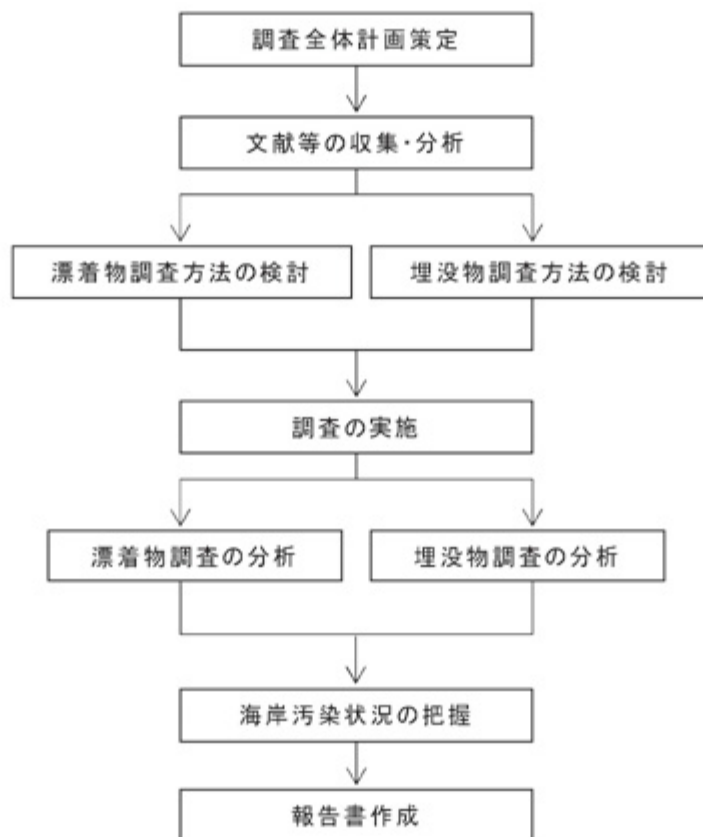 調査全体計画策定
文献等の収集・分析
漂着物調査方法の検討
埋没物調査方法の検討
調査の実施
漂着物調査の分析
埋没物調査の分析
海岸汚染状況の把握
報告書作成